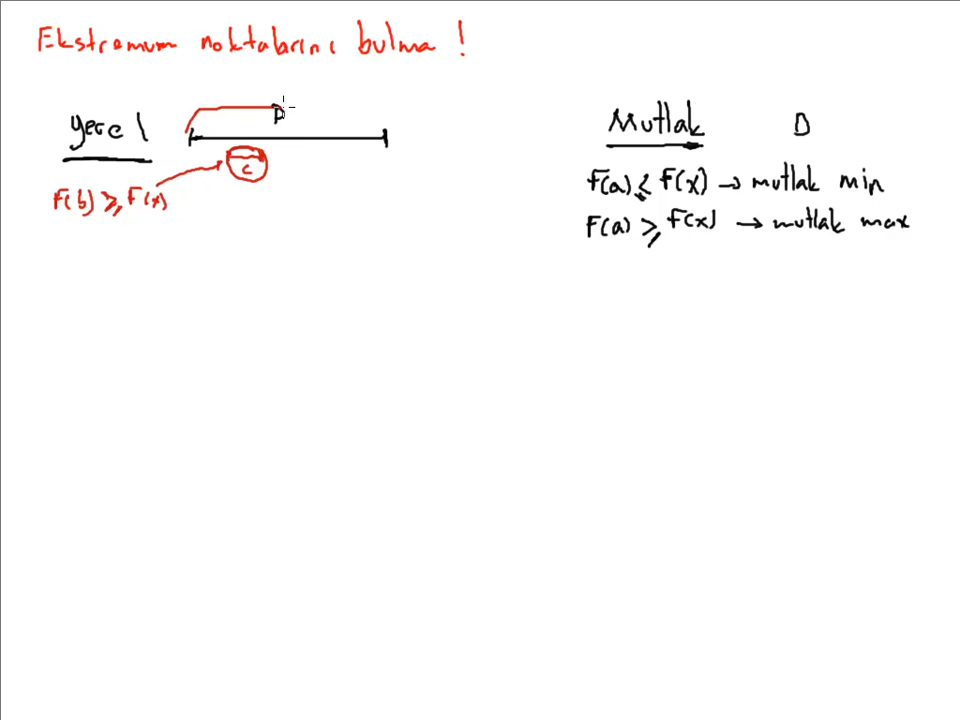 Ekstremum noktalarını bulma !
yerel
D
C
F(b) ≥ F(x)
Mutlak D
F(a) ≤ F(x) → mutlak min
F(a) ≥ F(x) → mutlak max